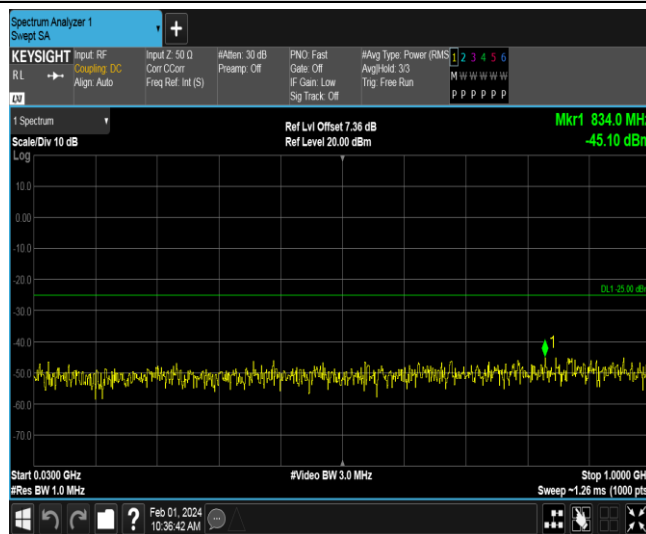 Spectrum Analyzer 1
Swept SA
+
KEYSIGHT
RL
LXI
Input: RF
Coupling: DC
Align: Auto
Input Z: 50 Ω
Corr CCorr
Freq Ref: Int (S)
#Atten: 30 dB
Preamp: Off
PNO: Fast
Gate: Off
IF Gain: Low
Sig Track: Off
#Avg Type: Power (RMS
Avg|Hold: 3/3
Trig: Free Run
1 2 3 4 5 6
M W W W W W
P P P P P P
1 Spectrum
Scale/Div 10 dB
Log
Ref Lvl Offset 7.36 dB
Ref Level 20.00 dBm
Mkr1 834.0 MHz
-45.10 dBm
10.0
0.00
-10.0
-20.0
DL1 -25.00 dBm
-30.0
-40.0
1
-50.0
-60.0
-70.0
Start 0.0300 GHz
#Video BW 3.0 MHz
Stop 1.0000 GH
#Res BW 1.0 MHz
Sweep ~1.26 ms (1000 pts
?
Feb 01, 2024
10:36:42 AM